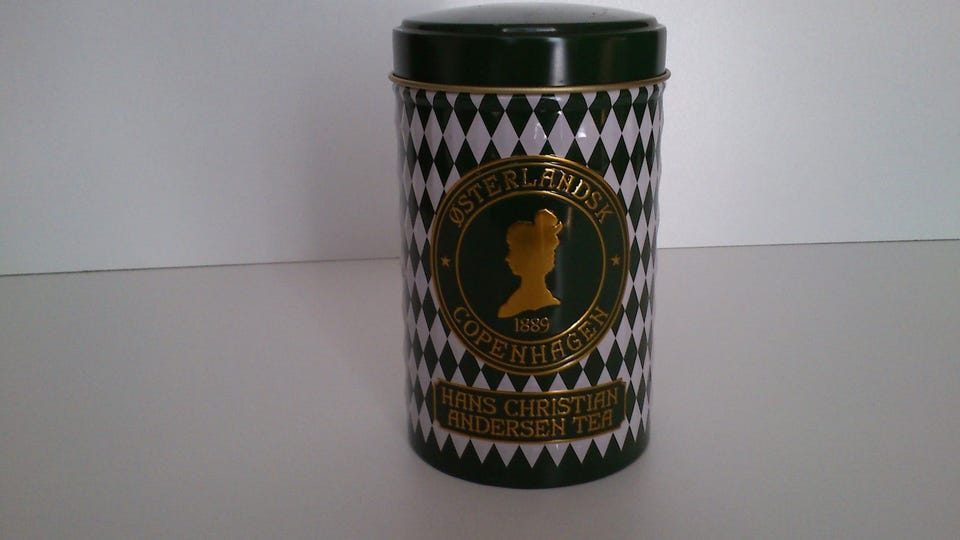 ØSTERLANDSK
1889
COPENHAGEN
HANS CHRISTIAN
ANDERSEN TEA